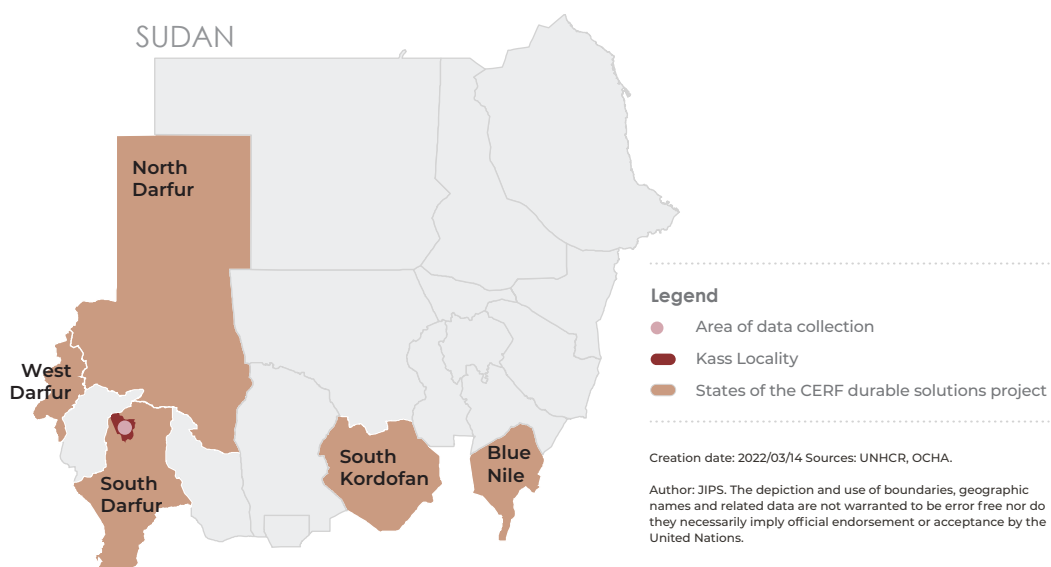 SUDAN
North
Darfur
West
Darfur
South
Darfur
South
Kordofan
Blue
Nile
Legend
Area of data collection
Kass Locality
States of the CERF durable solutions project
Creation date: 2022/03/14 Sources: UNHCR, OCHA.
Author: JIPS. The depiction and use of boundaries, geographic
names and related data are not warranted to be error free nor do
they necessarily imply official endorsement or acceptance by the
United Nations.